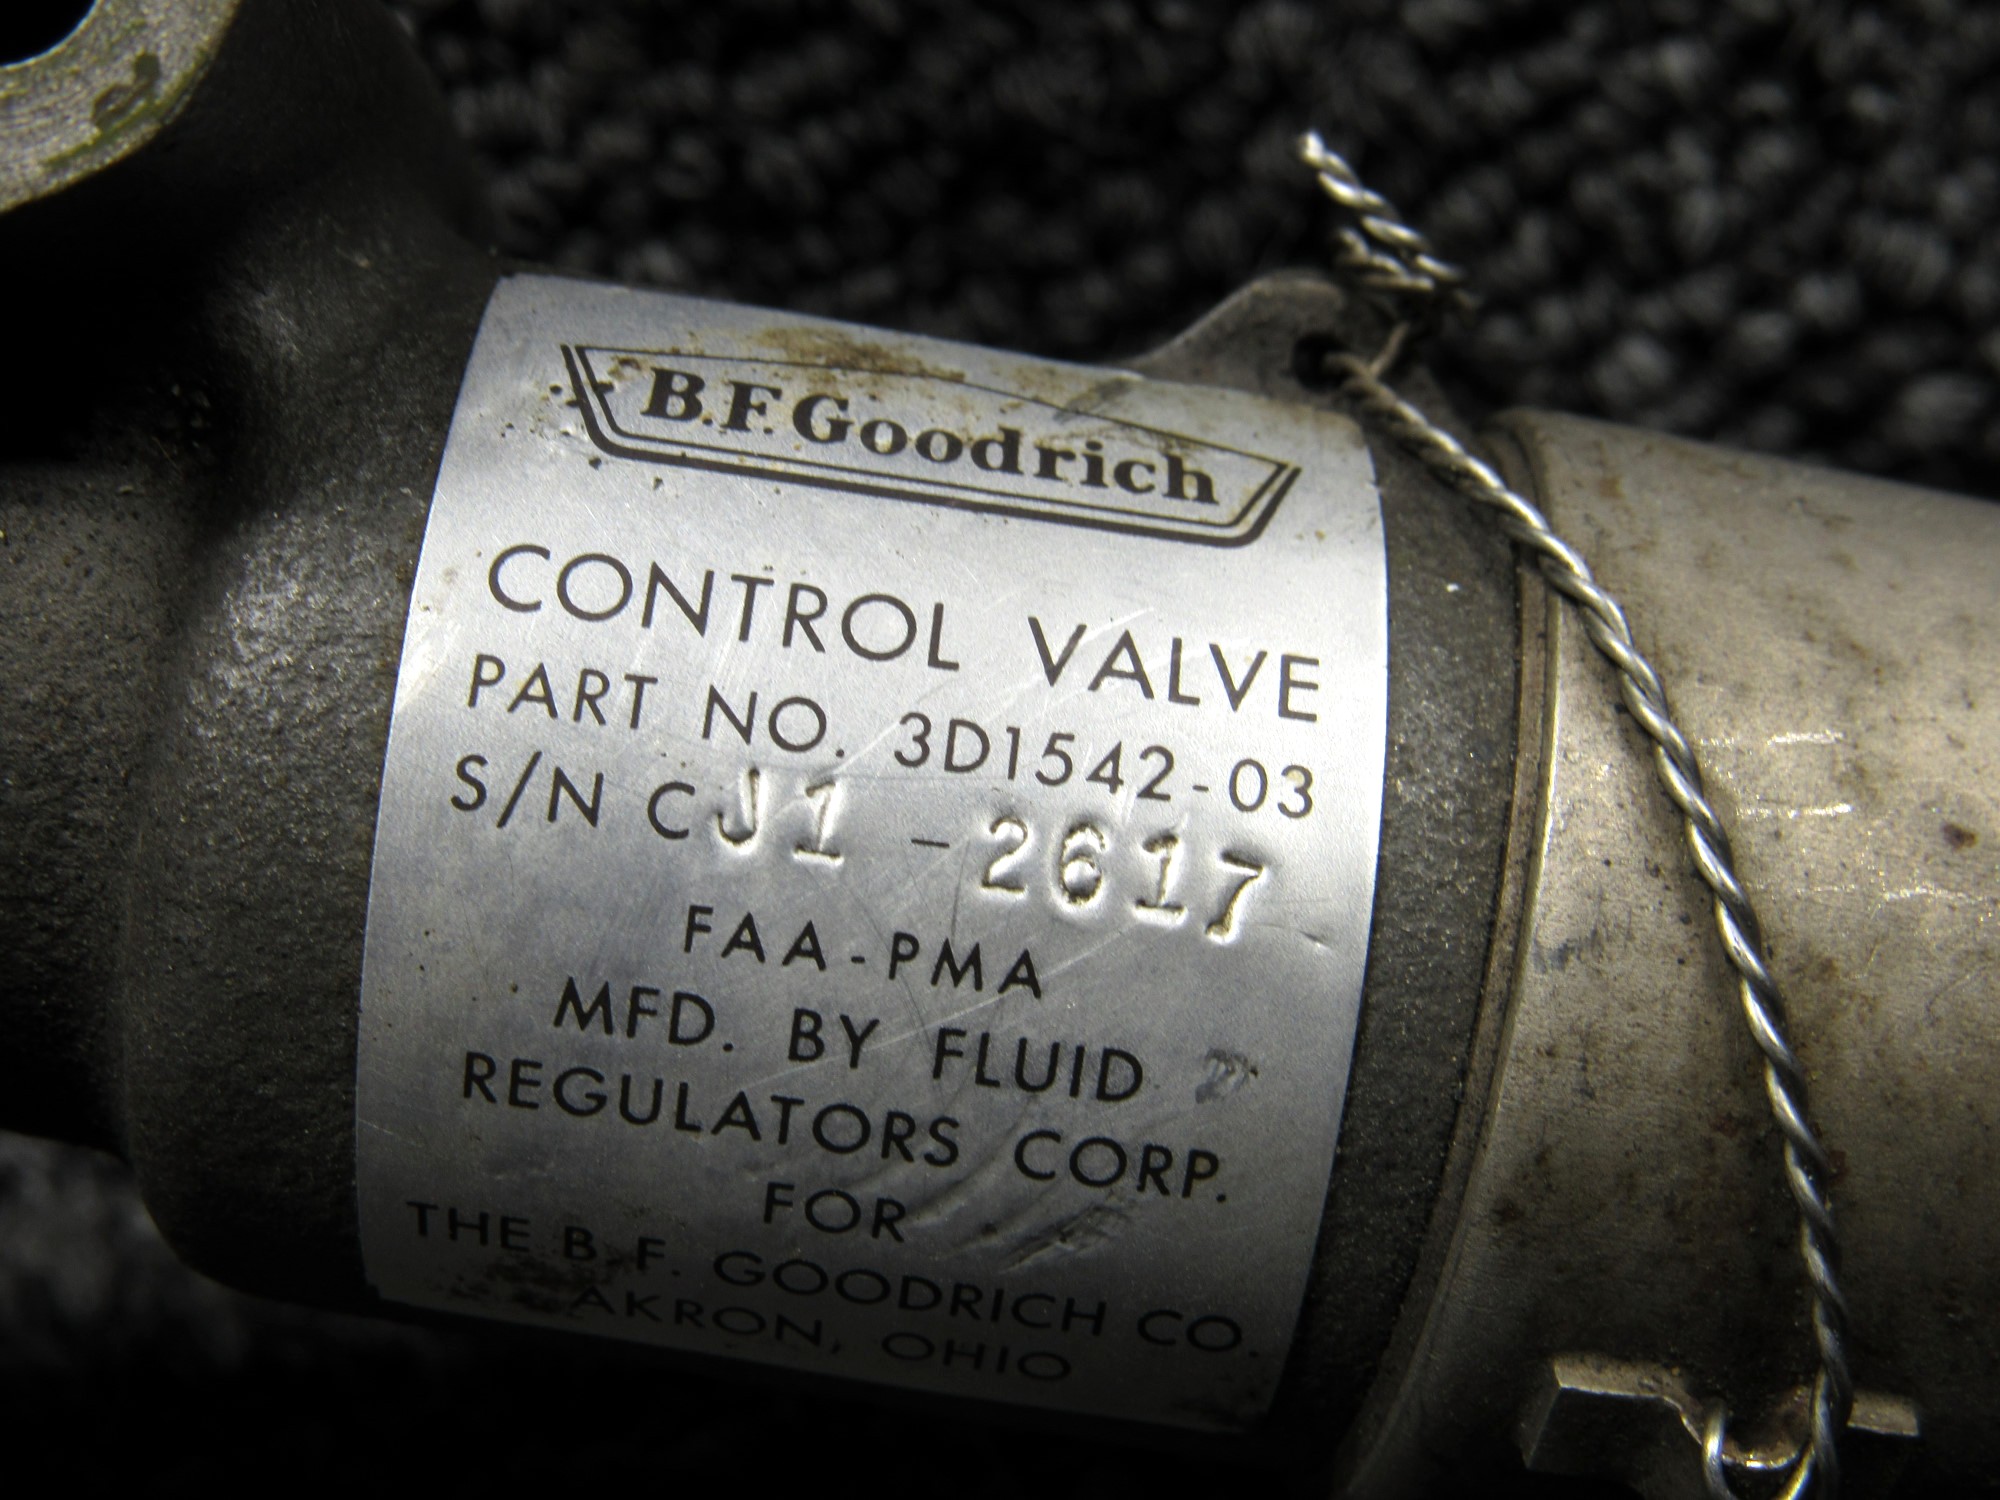 B.F.Goodrich
CONTROL VALVE
PART NO. 3D1542-03
S/N CJ1 -2617
FAA-PMA
MFD. BY FLUID
REGULATORS CORP.
FOR
THE B.F. GOODRICH CO.
AKRON, OHIO